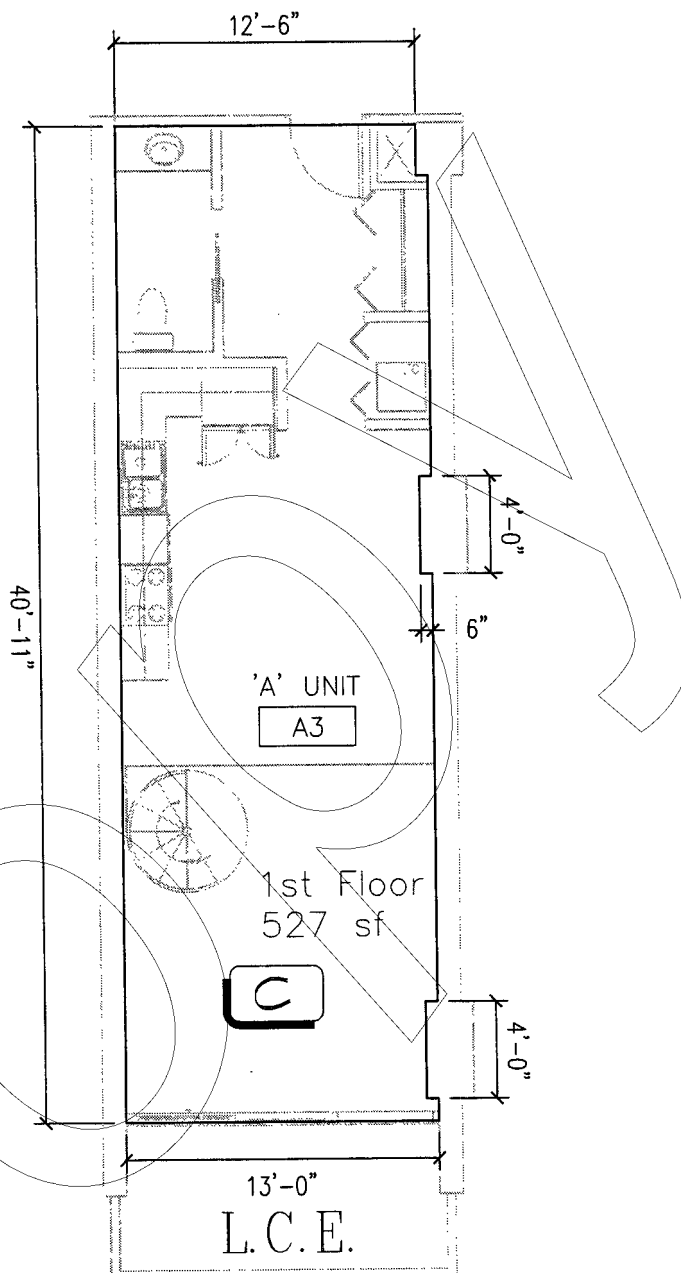 12'-6"
40'-11"
4'-0"
6"
'A' UNIT
A3
1st Floor
527 sf
C
4'-0"
13'-0"
L.C.E.